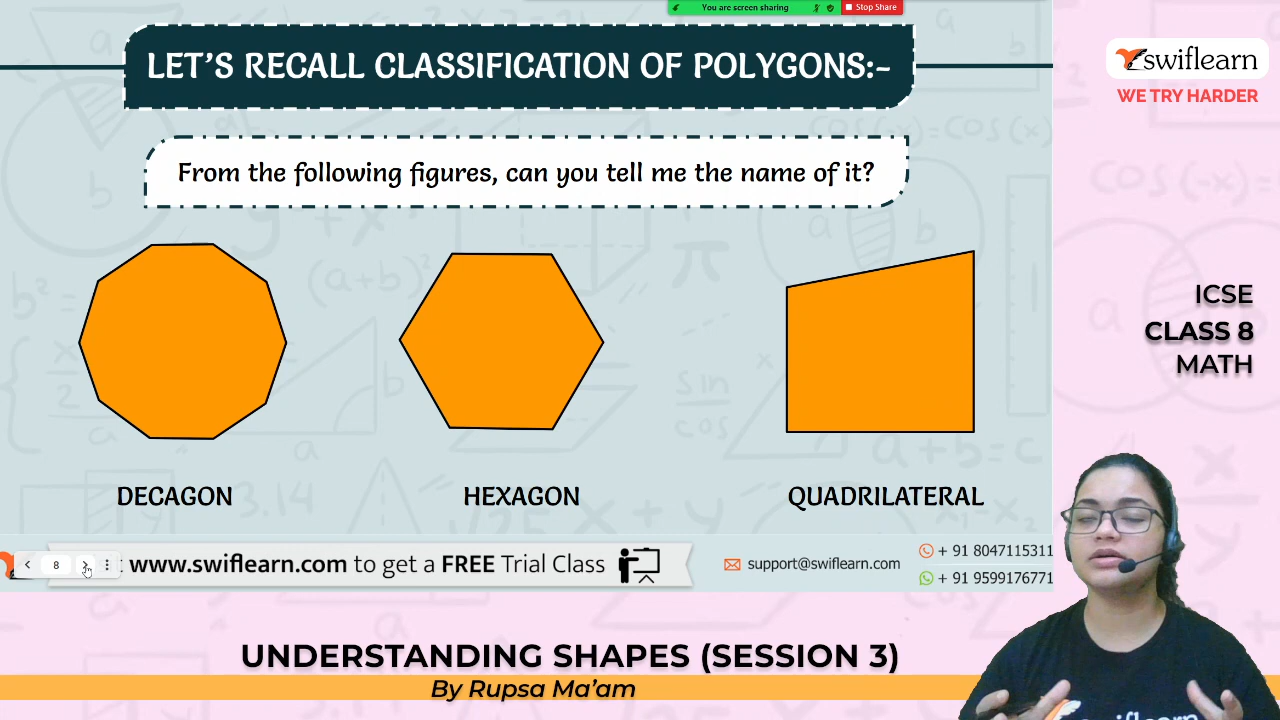 You are screen sharing
Stop Share
LET'S RECALL CLASSIFICATION OF POLYGONS:-
swiflearn
WE TRY HARDER
From the following figures, can you tell me the name of it?
ICSE
CLASS 8
MATH
DECAGON
HEXAGON
QUADRILATERAL
8
www.swiflearn.com to get a FREE Trial Class
support@swiflearn.com
+ 91 8047115311
+ 91 9599176771
UNDERSTANDING SHAPES (SESSION 3)
By Rupsa Ma'am